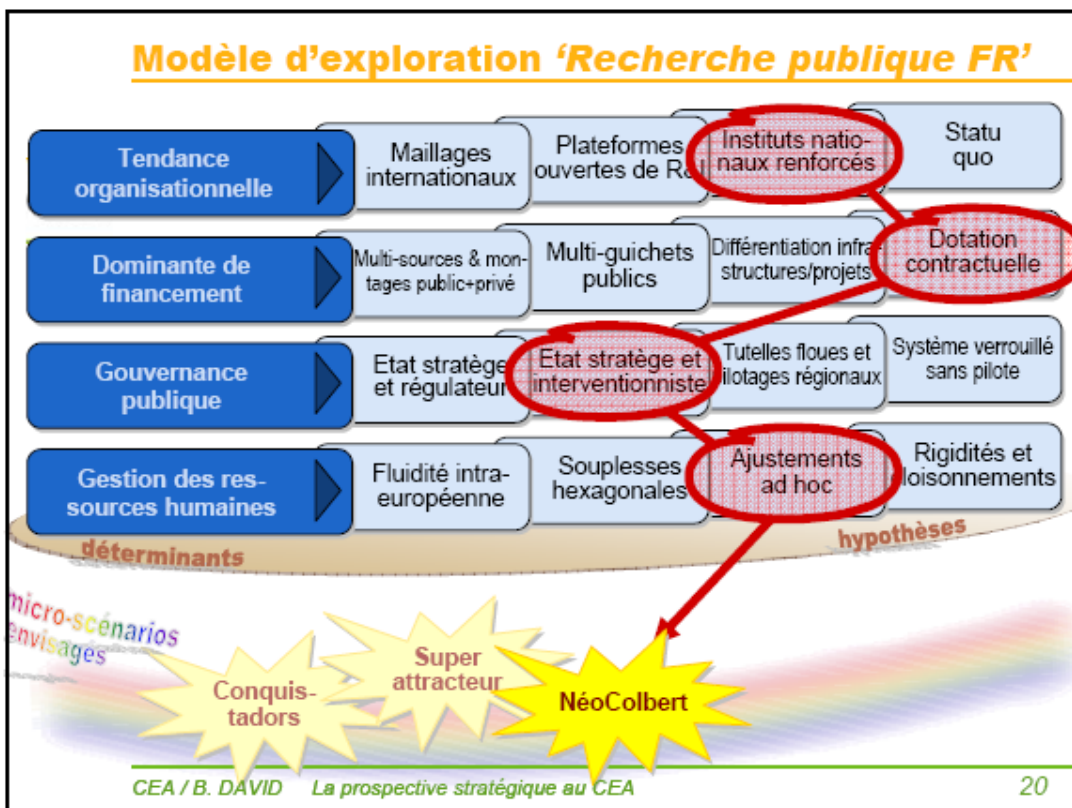 Modèle d'exploration ‘Recherche publique FR’
Tendance
organisationnelle
Maillages
internationaux
Plateformes
ouvertes de R&I
Instituts natio-
naux renforcés
Statu
quo
Dominante de
financement
Multi-sources & mon-
tages public+privé
Multi-guichets
publics
Différentiation infra-
structures/projets
Dotation
contractuelle
Gouvernance
publique
Etat stratège
et régulateur
Etat stratège et
interventionniste
Tutelles floues et
pilotages régionaux
Système verrouillé
sans pilote
Gestion des res-
sources humaines
Fluidité intra-
européenne
Souplesses
hexagonales
Ajustements
ad hoc
Rigidités et
cloisonnements
déterminants
hypothèses
micro-scénarios
envisagés
Conquis-
tadors
Super
attracteur
NéoColbert
CEA / B. DAVID La prospective stratégique au CEA 20